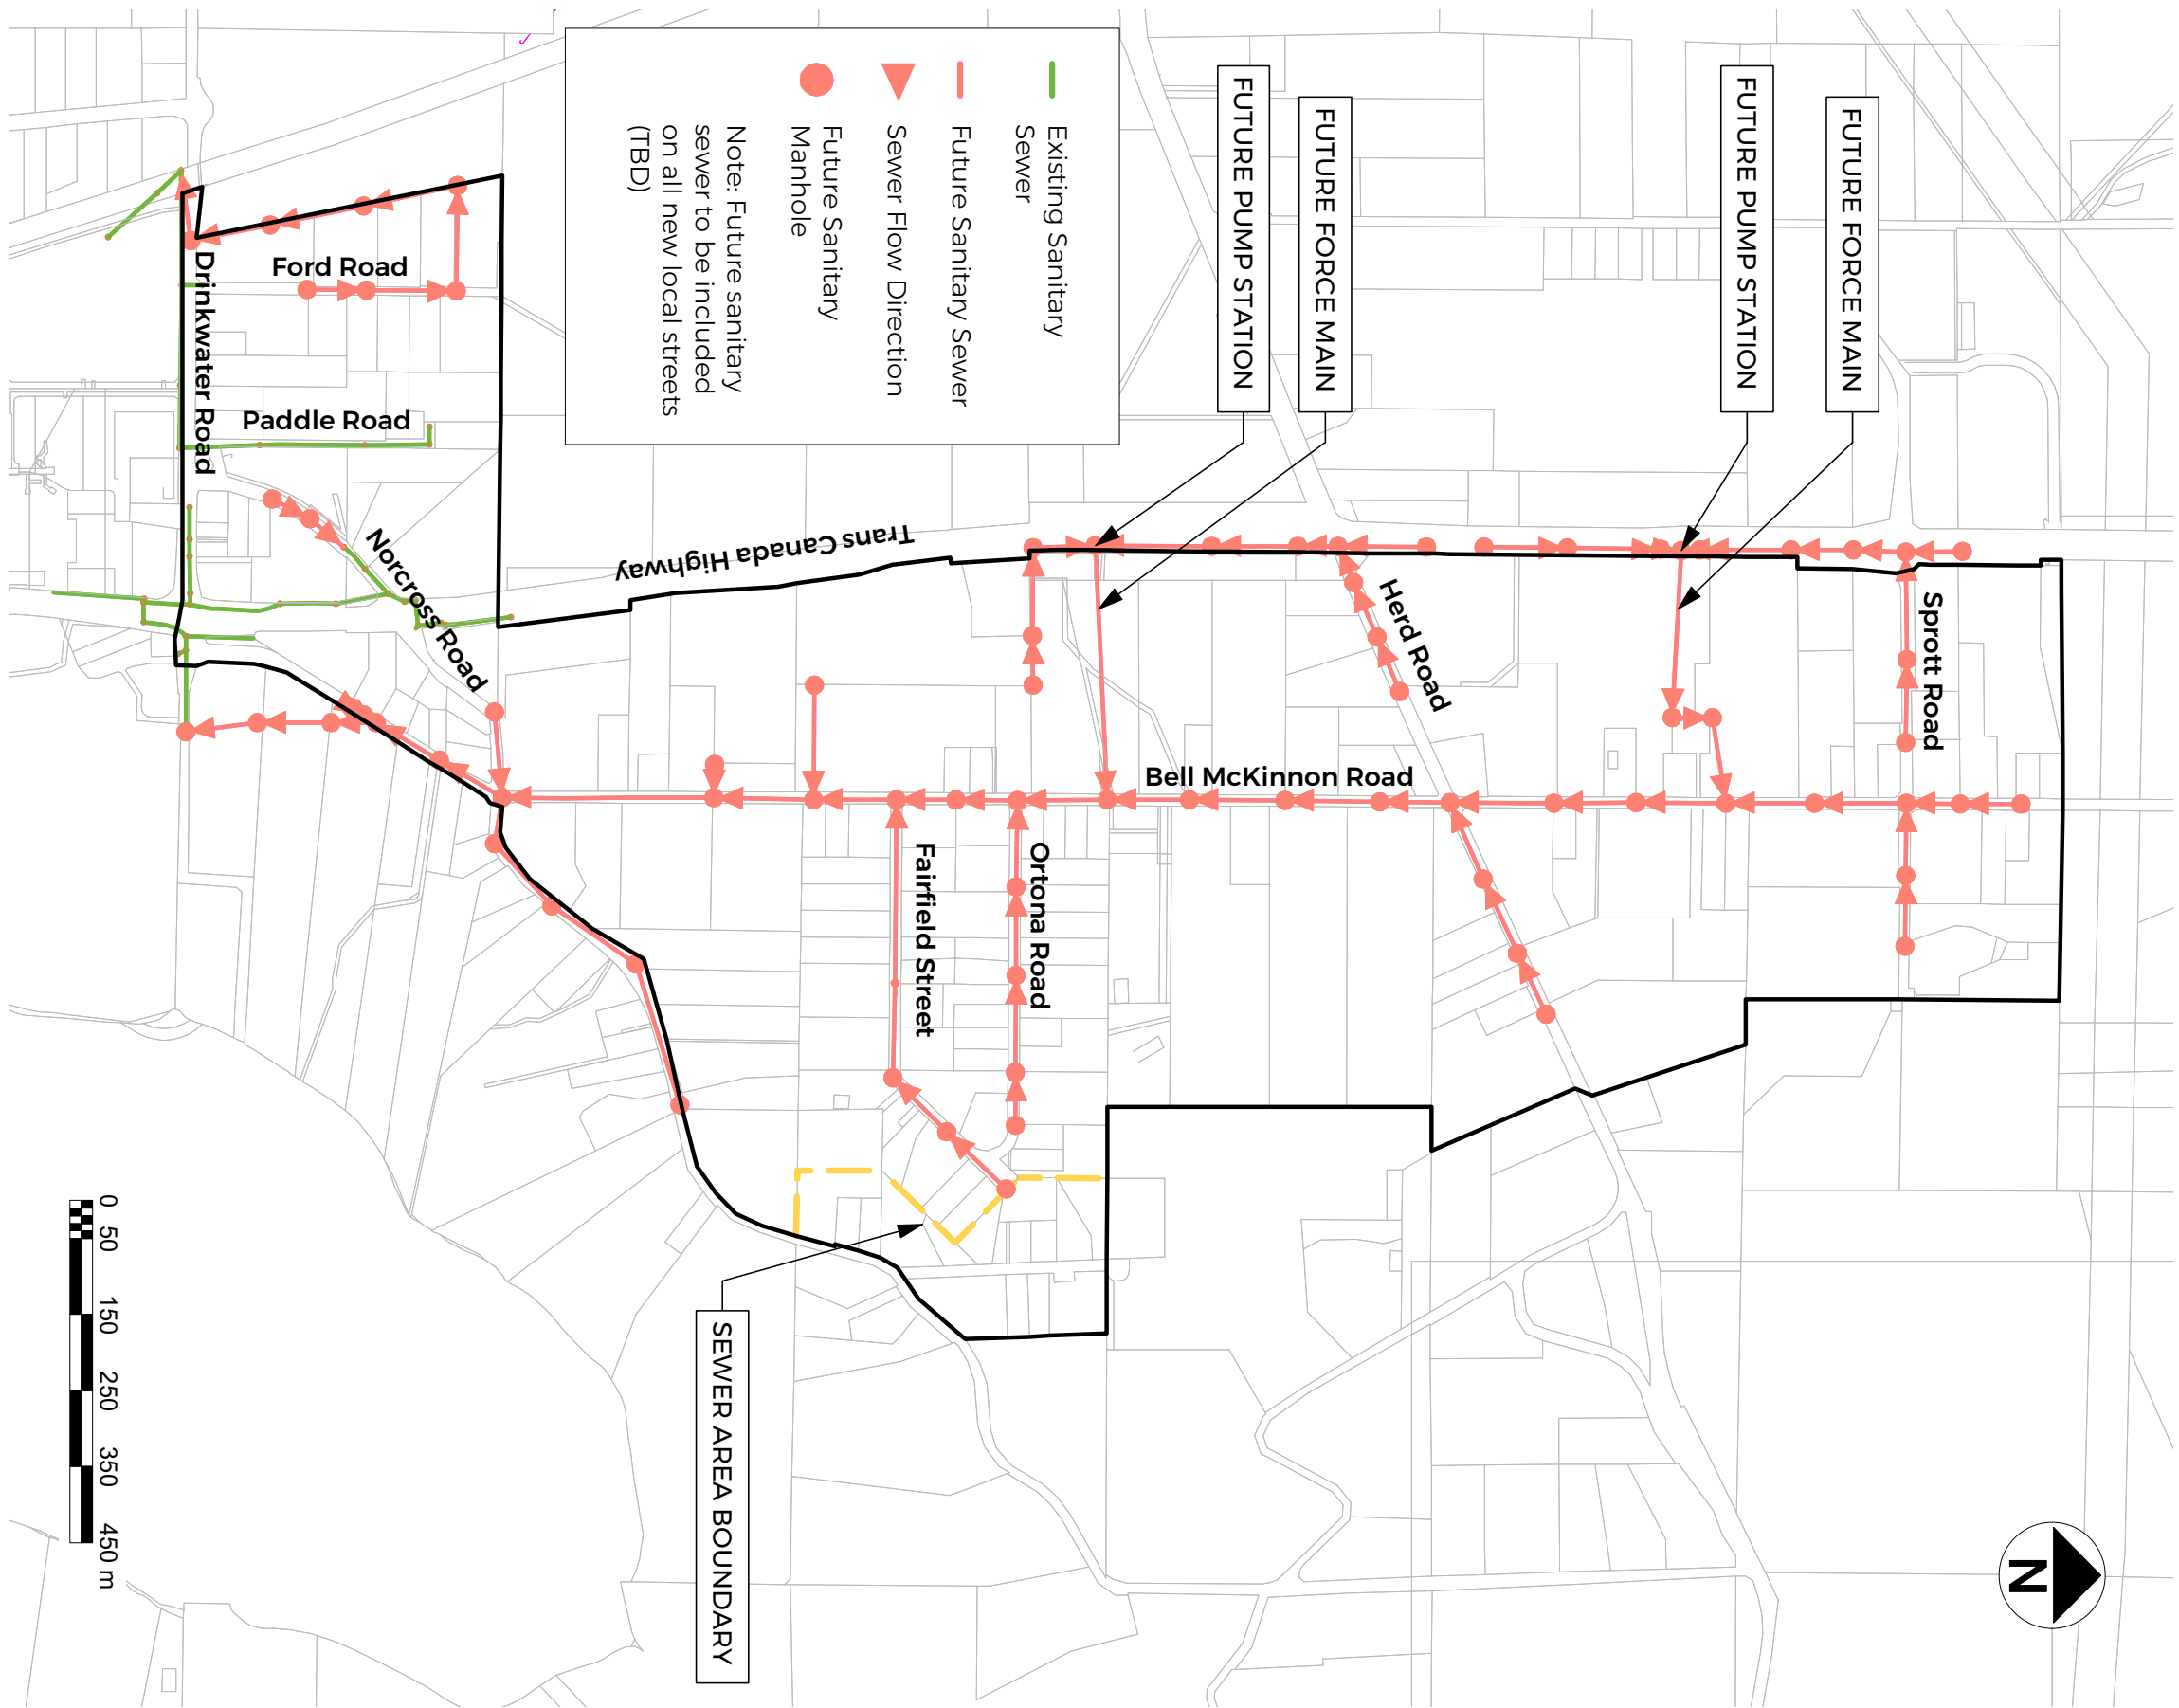 Existing Sanitary
Sewer
Future Sanitary Sewer
Sewer Flow Direction
Future Sanitary
Manhole
Note: Future sanitary
sewer to be included
on all new local streets
(TBD)
FUTURE PUMP STATION
FUTURE FORCE MAIN
FUTURE PUMP STATION
FUTURE FORCE MAIN
Ford Road
Drinkwater Road
Paddle Road
Norcross Road
Trans Canada Highway
Herd Road
Sprott Road
Bell McKinnon Road
Fairfield Street
Ortona Road
SEWER AREA BOUNDARY
0 50 150 250 350 450 m
N